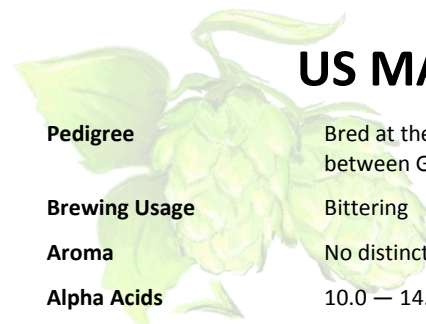 US MA
Pedigree Bred at the
between G
Brewing Usage Bittering
Aroma No distinct
Alpha Acids 10.0 — 14.